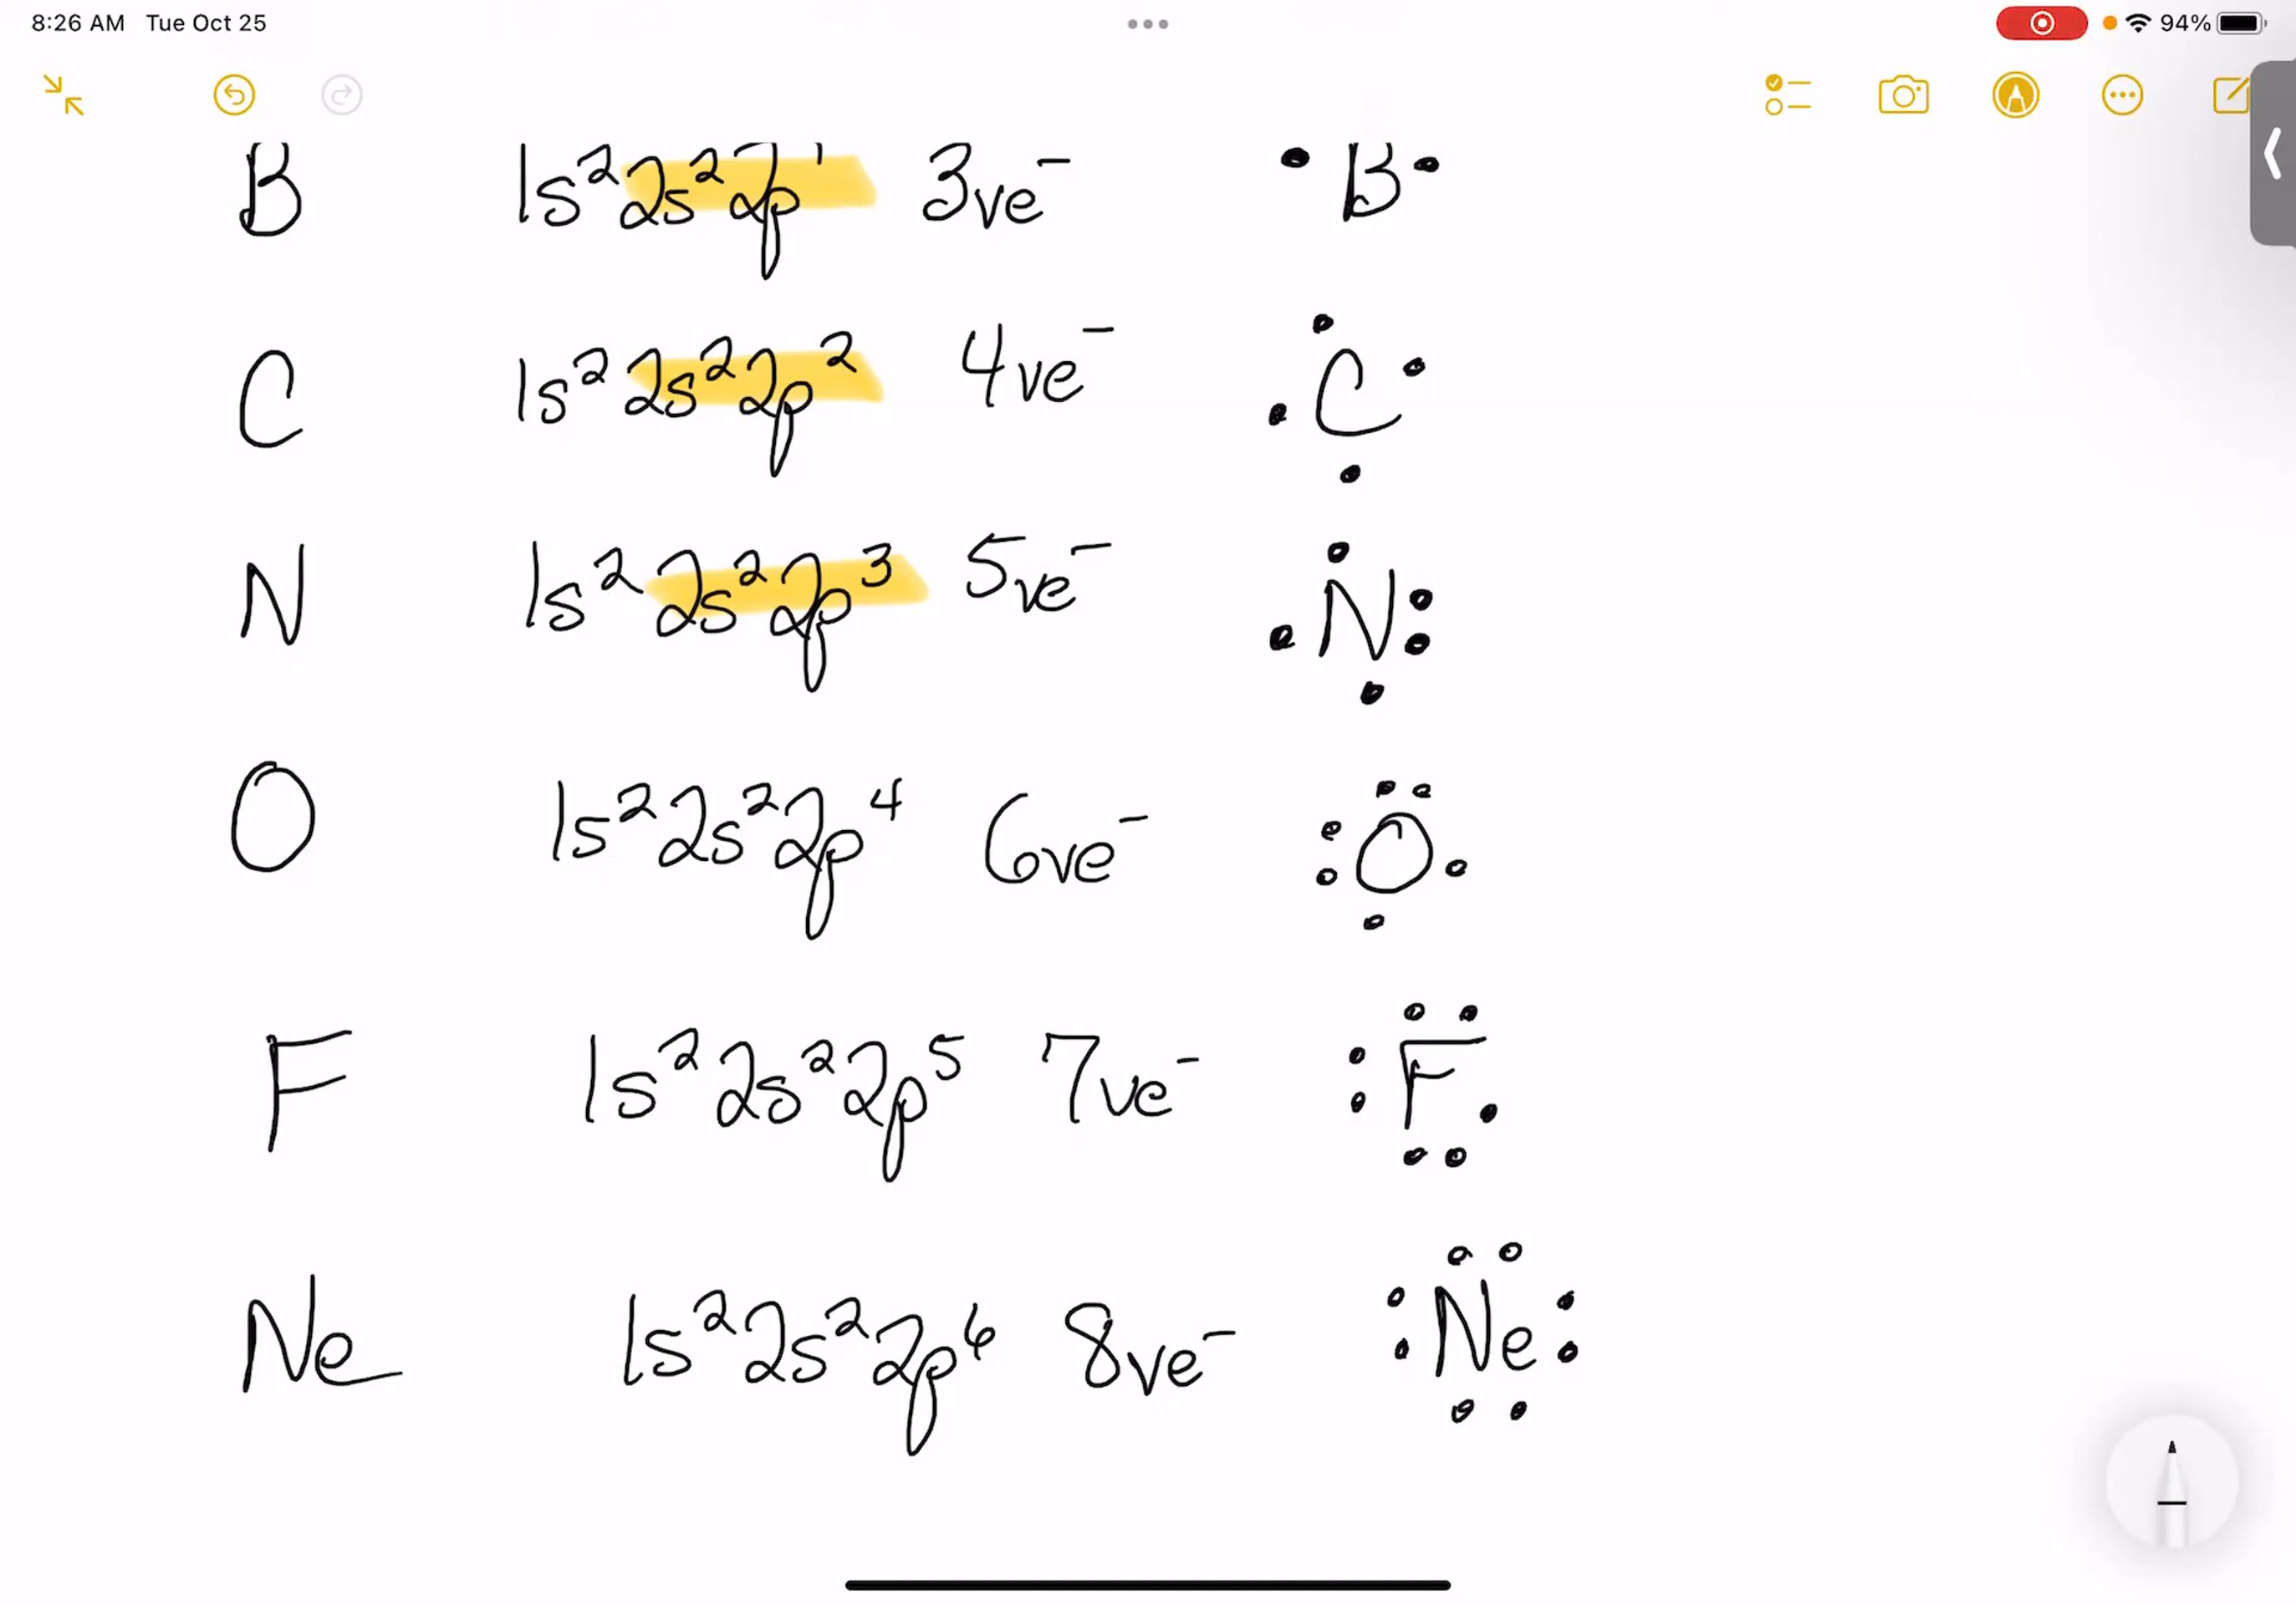 8:26 AM Tue Oct 25 94%
B 1s²2s²2p¹ 3ve⁻ • B •
C 1s²2s²2p² 4ve⁻ C
N 1s²2s²2p³ 5ve⁻ N
O 1s²2s²2p⁴ 6ve⁻ O
F 1s²2s²2p⁵ 7ve⁻ F
Ne 1s²2s²2p⁶ 8ve⁻ Ne